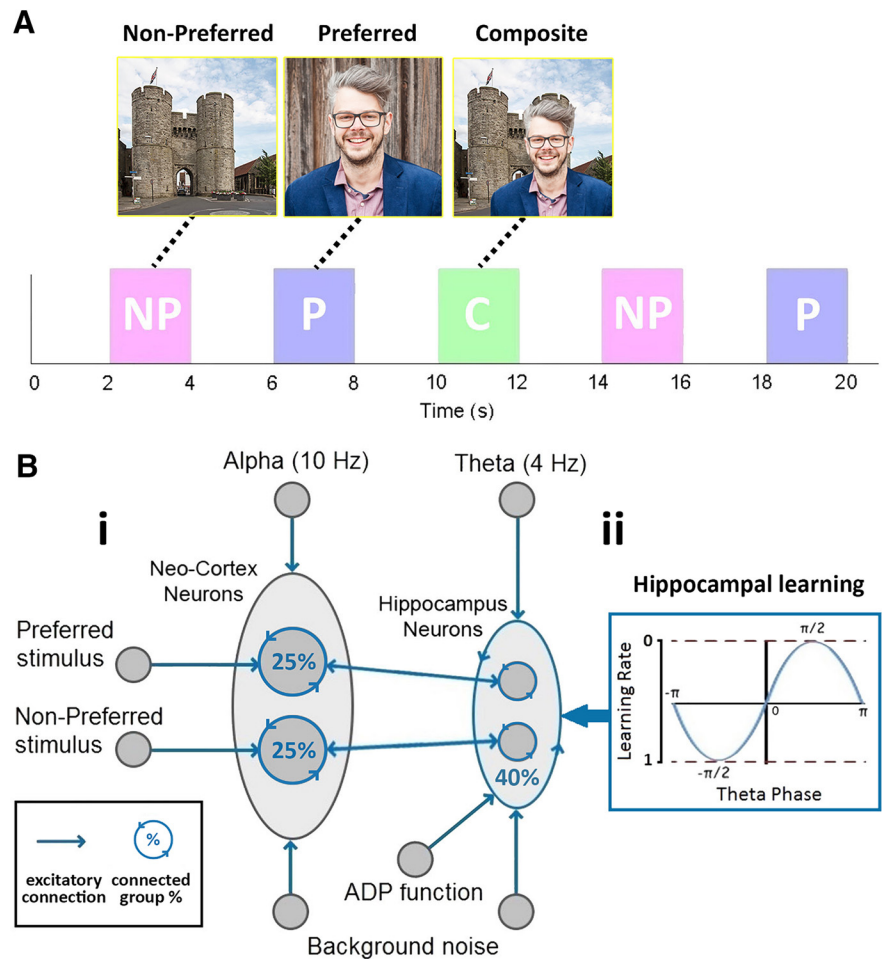 A
Non-Preferred
Preferred
Composite
NP
P
C
NP
P
0
2
4
6
8
10
12
14
16
18
20
Time (s)
B
Alpha (10 Hz)
Theta (4 Hz)
i
ii
Neo-Cortex
Neurons
Hippocampus
Neurons
Hippocampal learning
Preferred
stimulus
25%
Non-Preferred
stimulus
25%
40%
0
π/2
Learning Rate
-π
0
π
1
-π/2
Theta Phase
%
excitatory
connection
connected
group %
ADP function
Background noise